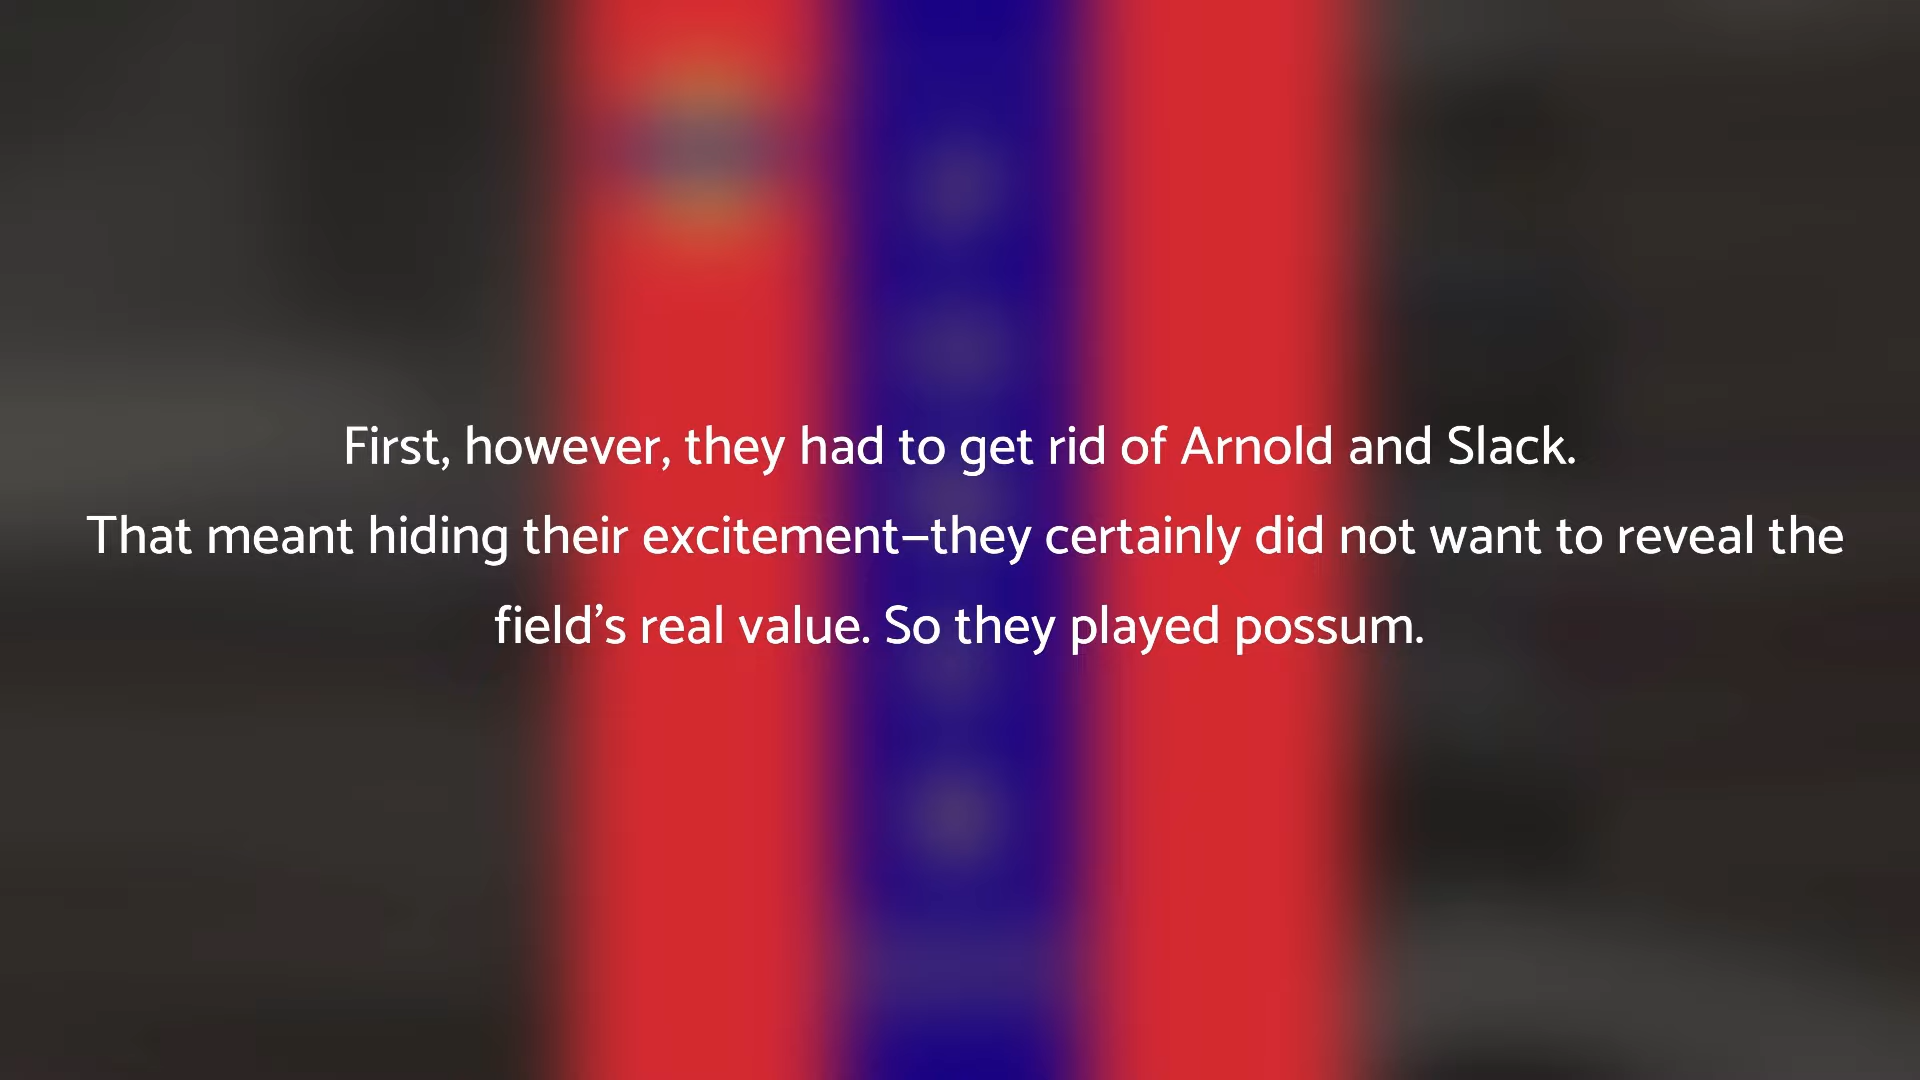 First, however, they had to get rid of Arnold and Slack.
That meant hiding their excitement—they certainly did not want to reveal the
field’s real value. So they played possum.